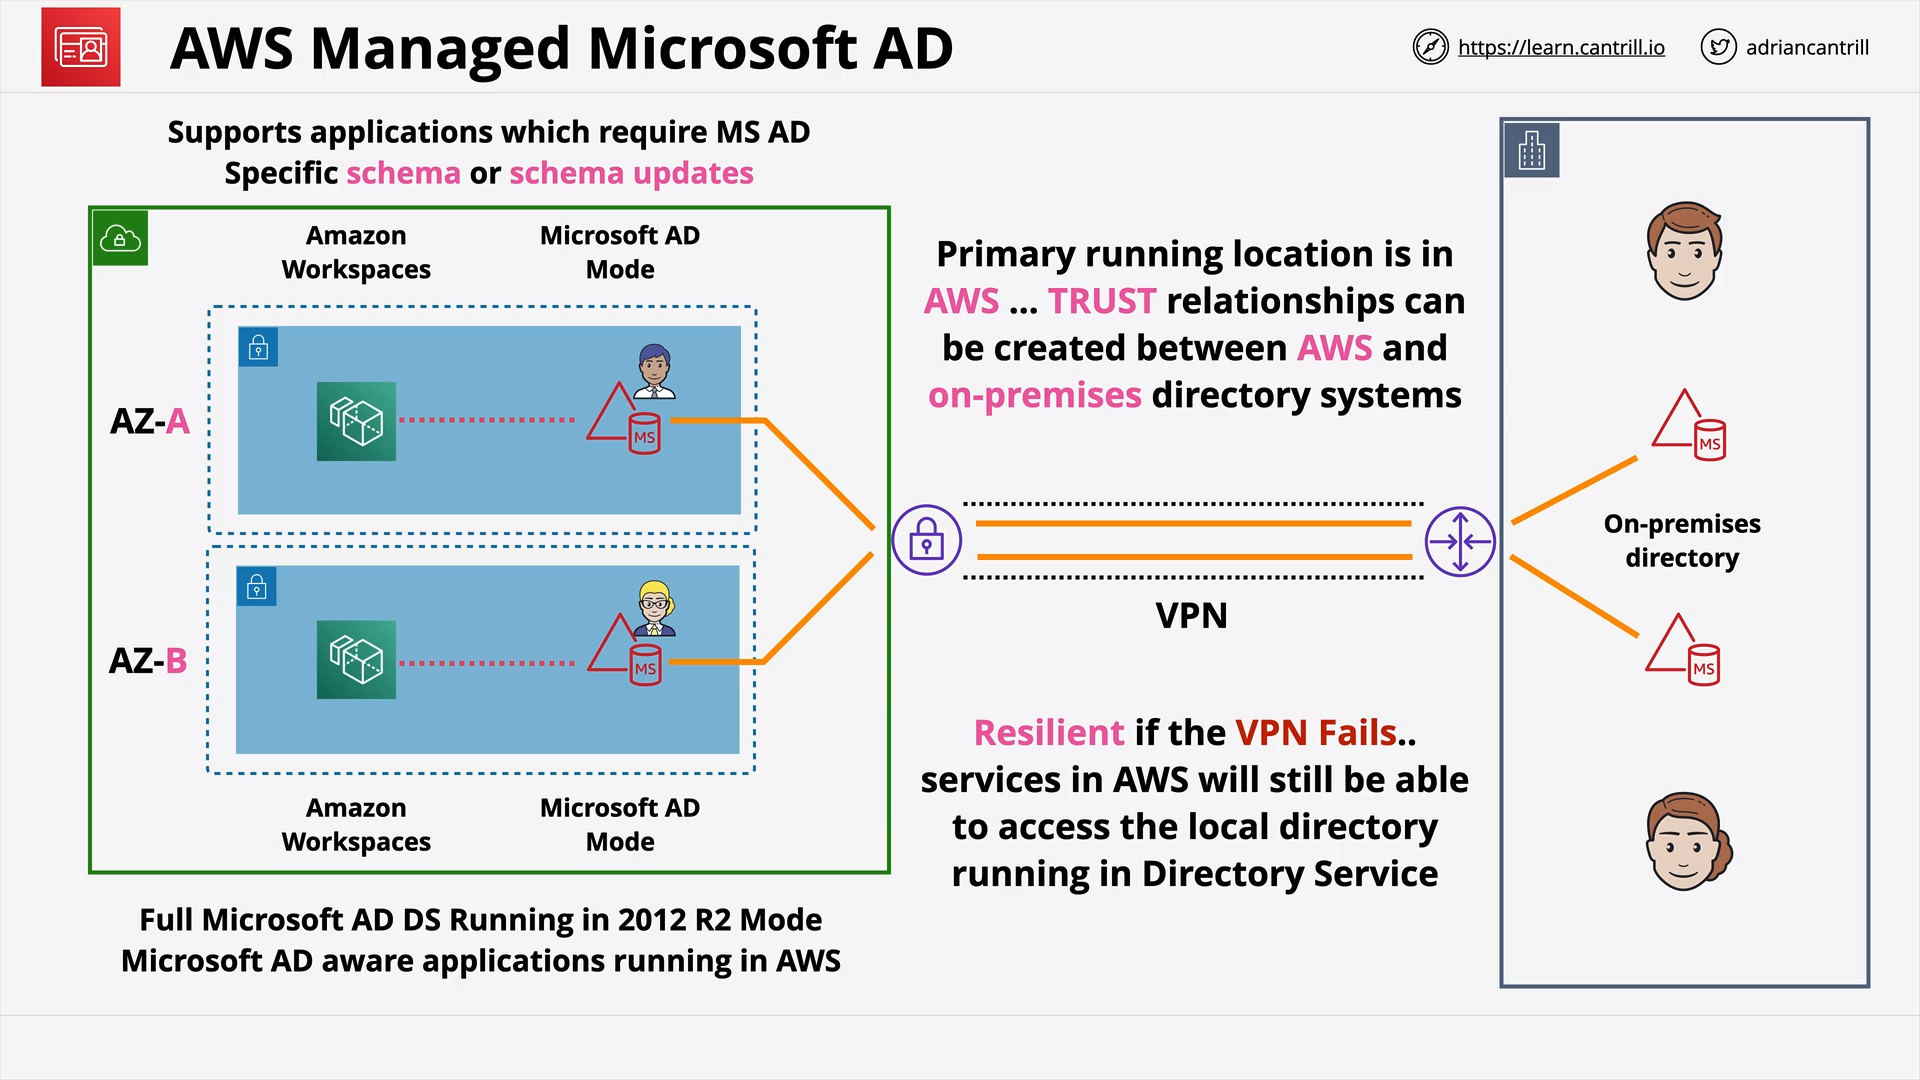 AWS Managed Microsoft AD
https://learn.cantrill.io
adriancantrill
Supports applications which require MS AD
Specific schema or schema updates
Amazon
Workspaces
Microsoft AD
Mode
AZ-A
MS
AZ-B
MS
Amazon
Workspaces
Microsoft AD
Mode
Full Microsoft AD DS Running in 2012 R2 Mode
Microsoft AD aware applications running in AWS
Primary running location is in
AWS ... TRUST relationships can
be created between AWS and
on-premises directory systems
VPN
Resilient if the VPN Fails..
services in AWS will still be able
to access the local directory
running in Directory Service
MS
On-premises
directory
MS